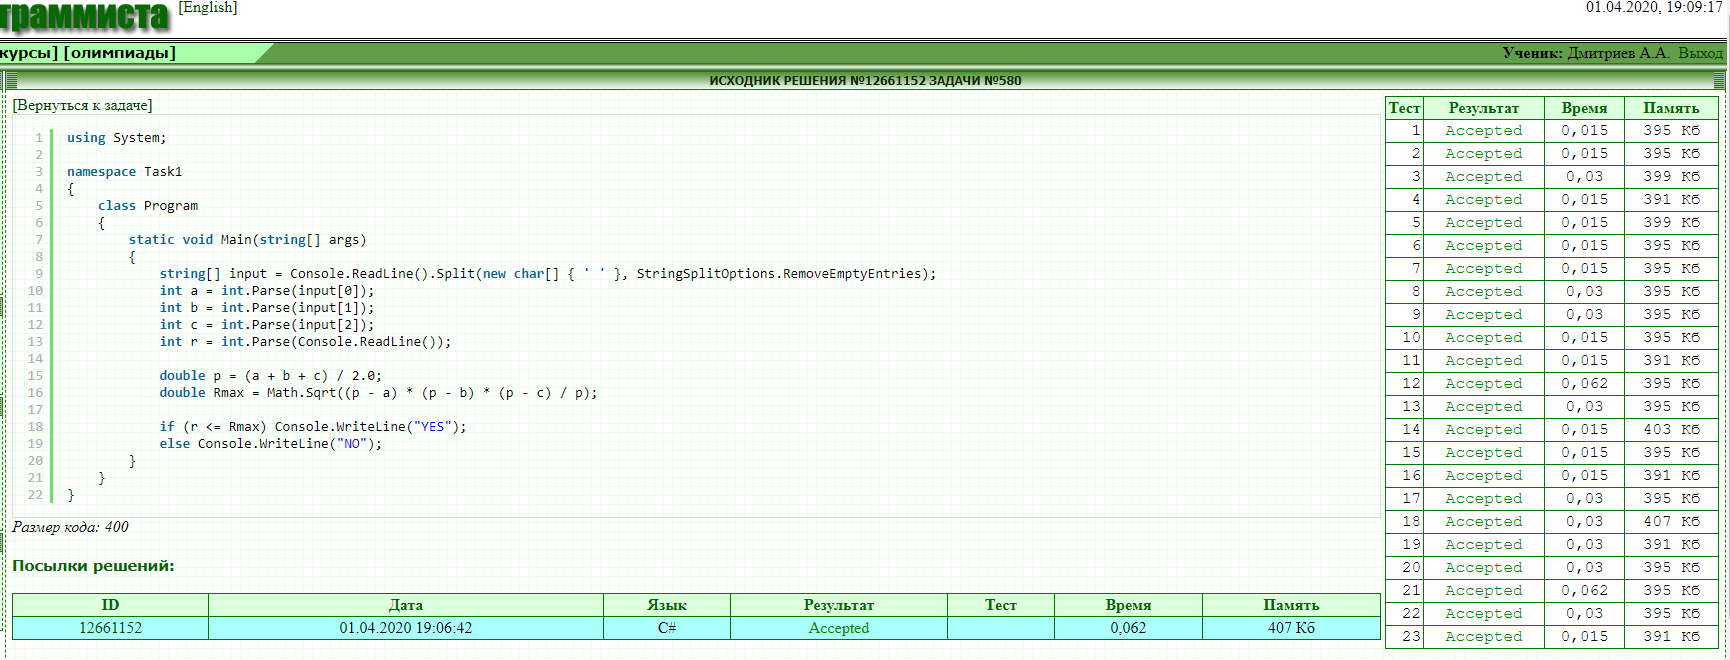 граммиста [English] 01.04.2020, 19:09:17
курсы] [олимпиады] Ученик: Дмитриев А.А. Выход
ИСХОДНИК РЕШЕНИЯ №12661152 ЗАДАЧИ №580
[Вернуться к задаче]
1 using System;
2
3 namespace Task1
4 {
5 class Program
6 {
7 static void Main(string[] args)
8 {
9 string[] input = Console.ReadLine().Split(new char[] { ' ' }, StringSplitOptions.RemoveEmptyEntries);
10 int a = int.Parse(input[0]);
11 int b = int.Parse(input[1]);
12 int c = int.Parse(input[2]);
13 int r = int.Parse(Console.ReadLine());
14
15 double p = (a + b + c) / 2.0;
16 double Rmax = Math.Sqrt((p - a) * (p - b) * (p - c) / p);
17
18 if (r <= Rmax) Console.WriteLine("YES");
19 else Console.WriteLine("NO");
20 }
21 }
22 }
Размер кода: 400
Посылки решений:
ID Дата Язык Результат Тест Время Память
12661152 01.04.2020 19:06:42 C# Accepted 0,062 407 Кб
Тест Результат Время Память
1 Accepted 0,015 395 Кб
2 Accepted 0,015 395 Кб
3 Accepted 0,03 399 Кб
4 Accepted 0,015 391 Кб
5 Accepted 0,015 399 Кб
6 Accepted 0,015 395 Кб
7 Accepted 0,015 395 Кб
8 Accepted 0,03 395 Кб
9 Accepted 0,03 395 Кб
10 Accepted 0,015 395 Кб
11 Accepted 0,015 391 Кб
12 Accepted 0,062 395 Кб
13 Accepted 0,03 395 Кб
14 Accepted 0,015 403 Кб
15 Accepted 0,015 395 Кб
16 Accepted 0,015 391 Кб
17 Accepted 0,03 395 Кб
18 Accepted 0,03 407 Кб
19 Accepted 0,03 391 Кб
20 Accepted 0,03 395 Кб
21 Accepted 0,062 395 Кб
22 Accepted 0,03 395 Кб
23 Accepted 0,015 391 Кб